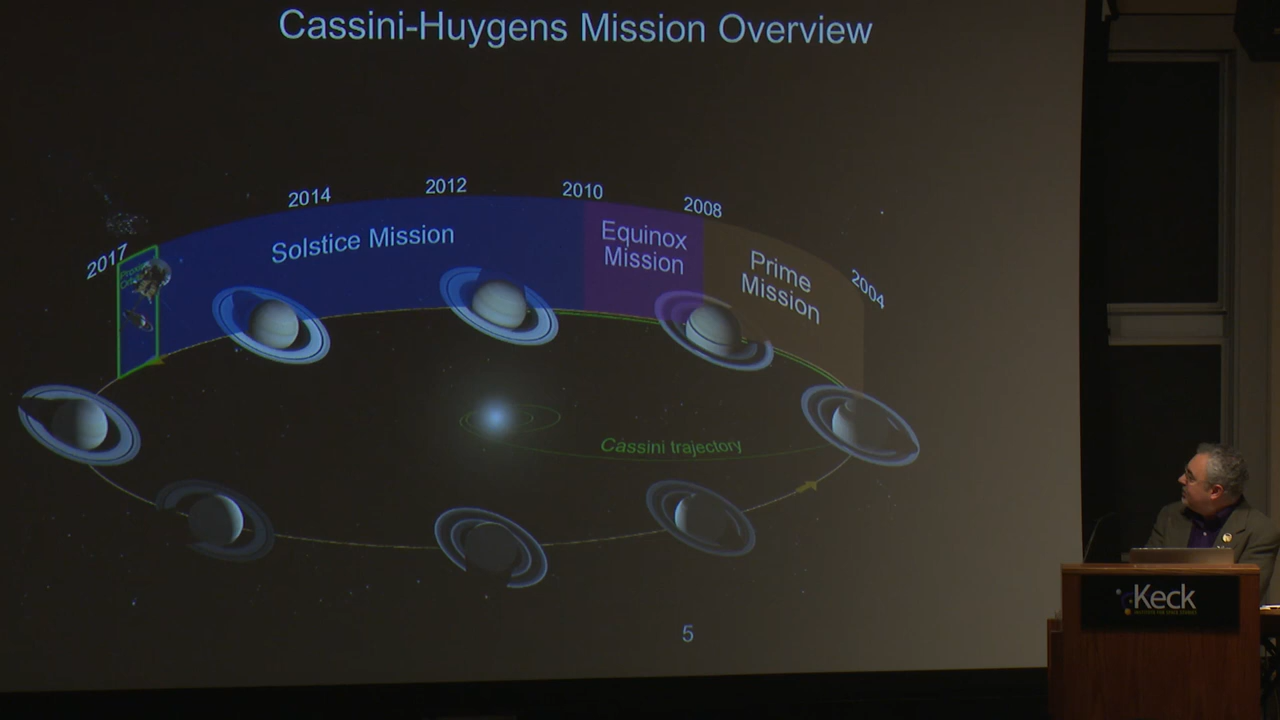 Cassini-Huygens Mission Overview
2017
2014
2012
2010
2008
2004
Solstice Mission
Equinox
Mission
Prime
Mission
Cassini trajectory
5
Keck